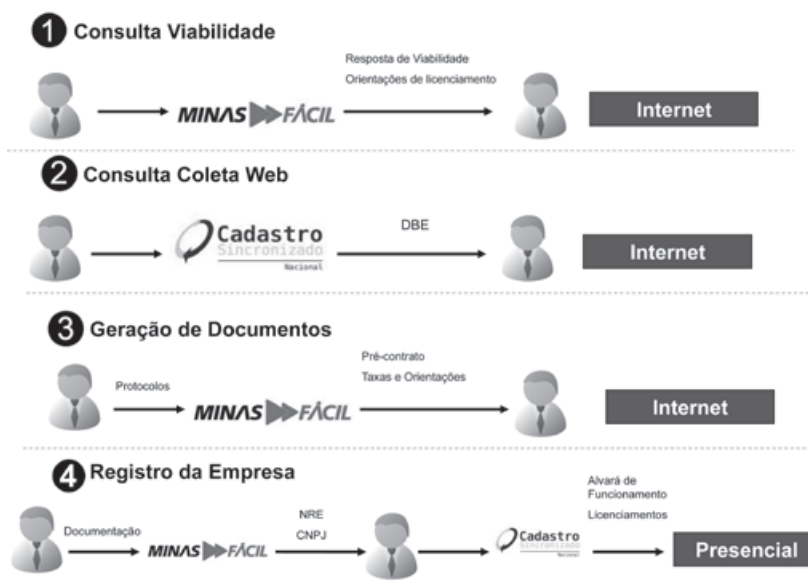 1 Consulta Viabilidade
Resposta de Viabilidade
Orientações de licenciamento
MINAS FÁCIL
Internet
2 Consulta Coleta Web
Cadastro
Sincronizado
Nacional
DBE
Internet
3 Geração de Documentos
Pré-contrato
Protocolos
Taxas e Orientações
MINAS FÁCIL
Internet
4 Registro da Empresa
Alvará de
Funcionamento
NRE
Licenciamentos
Documentação
CNPJ
MINAS FÁCIL
Cadastro
Sincronizado
Nacional
Presencial